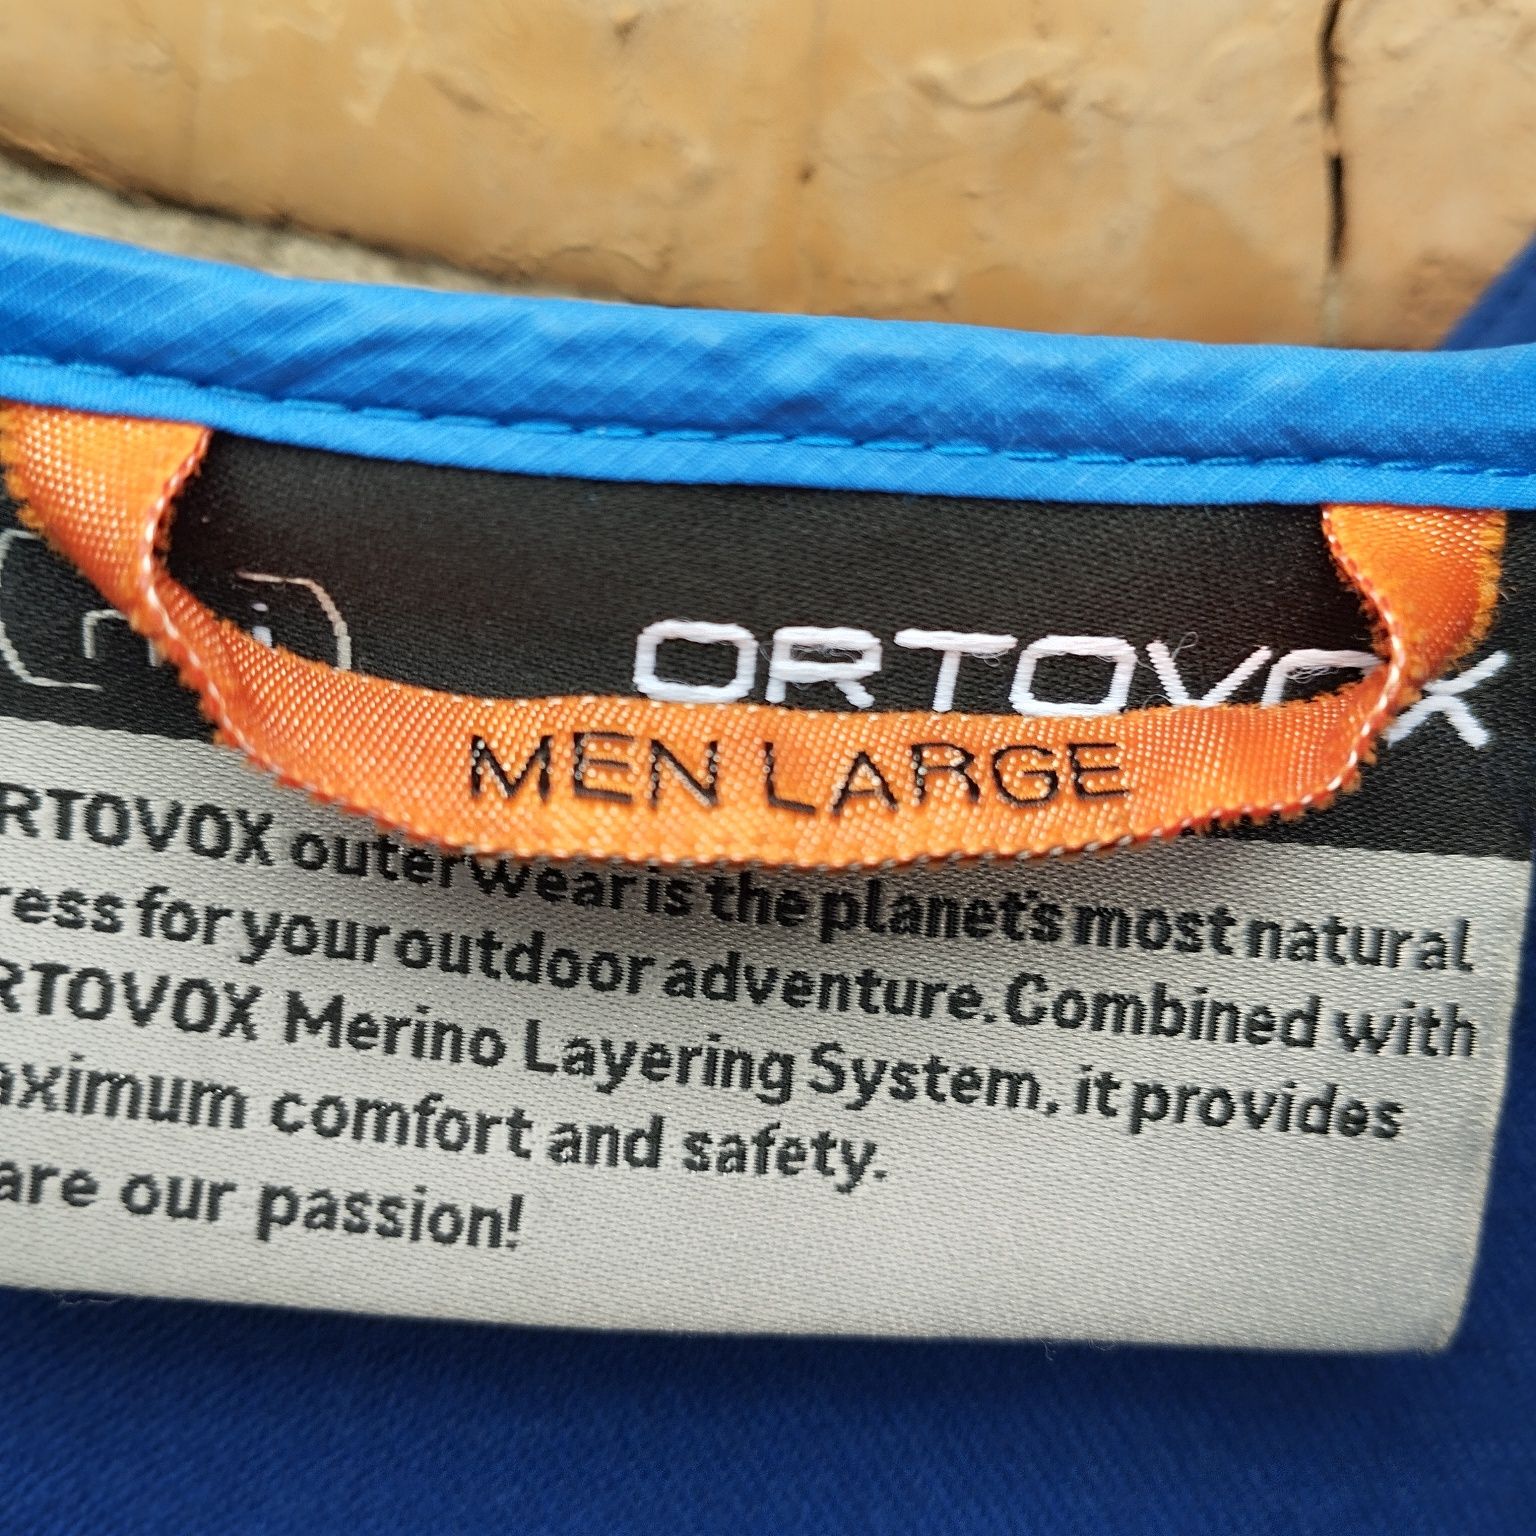 ORTOVOX
MEN LARGE
RTOVOX outerwear is the planet's most natural
ress for your outdoor adventure. Combined with
RTOVOX Merino Layering System, it provides
aximum comfort and safety.
are our passion!